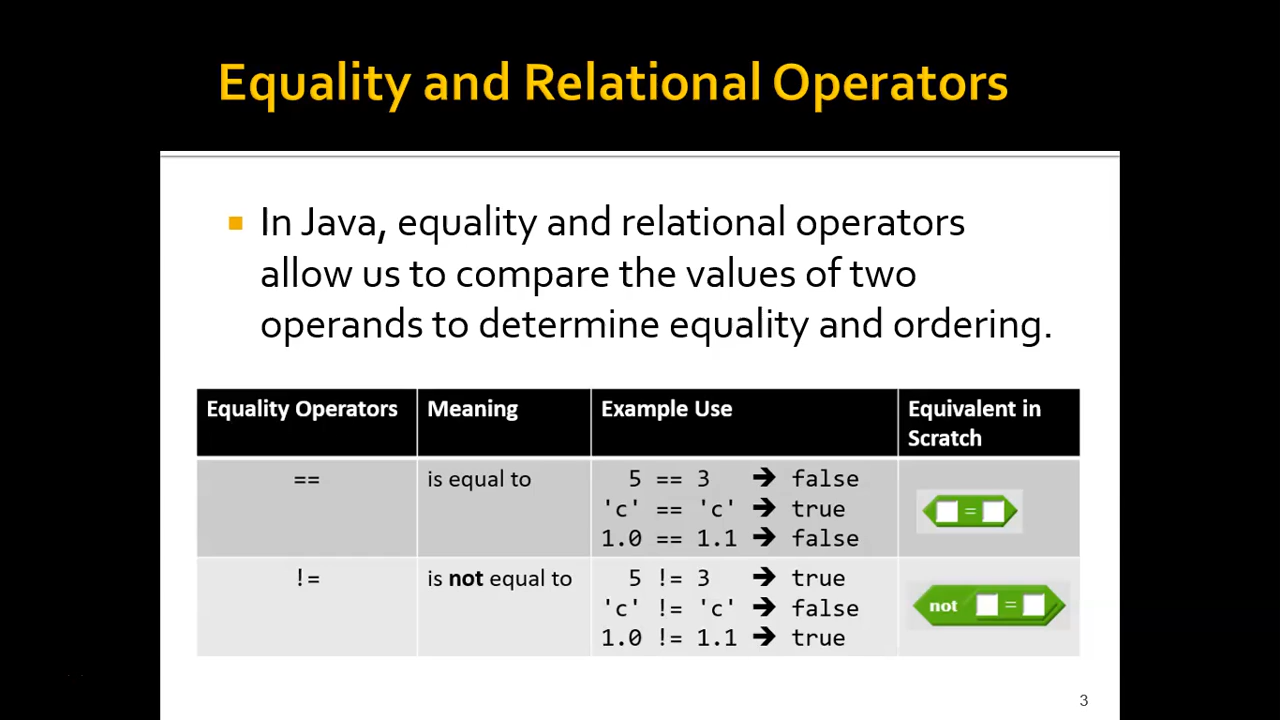 Equality and Relational Operators
In Java, equality and relational operators
allow us to compare the values of two
operands to determine equality and ordering.
Equality Operators Meaning Example Use Equivalent in
Scratch
== is equal to 5 == 3 ➔ false
'c' == 'c' ➔ true
=
1.0 == 1.1 ➔ false
!= is not equal to 5 != 3 ➔ true
'c' != 'c' ➔ false
not =
1.0 != 1.1 ➔ true
3